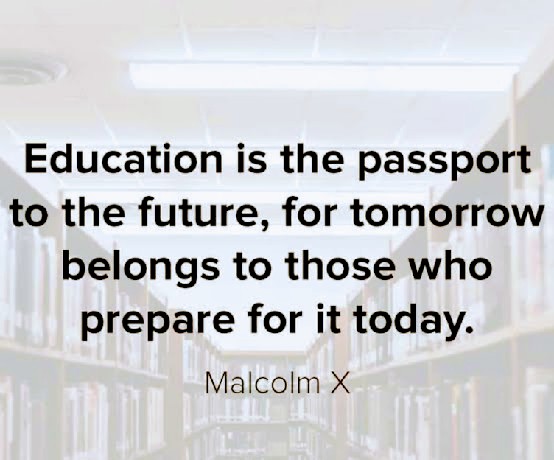 Education is the passport
to the future, for tomorrow
belongs to those who
prepare for it today.
Malcolm X